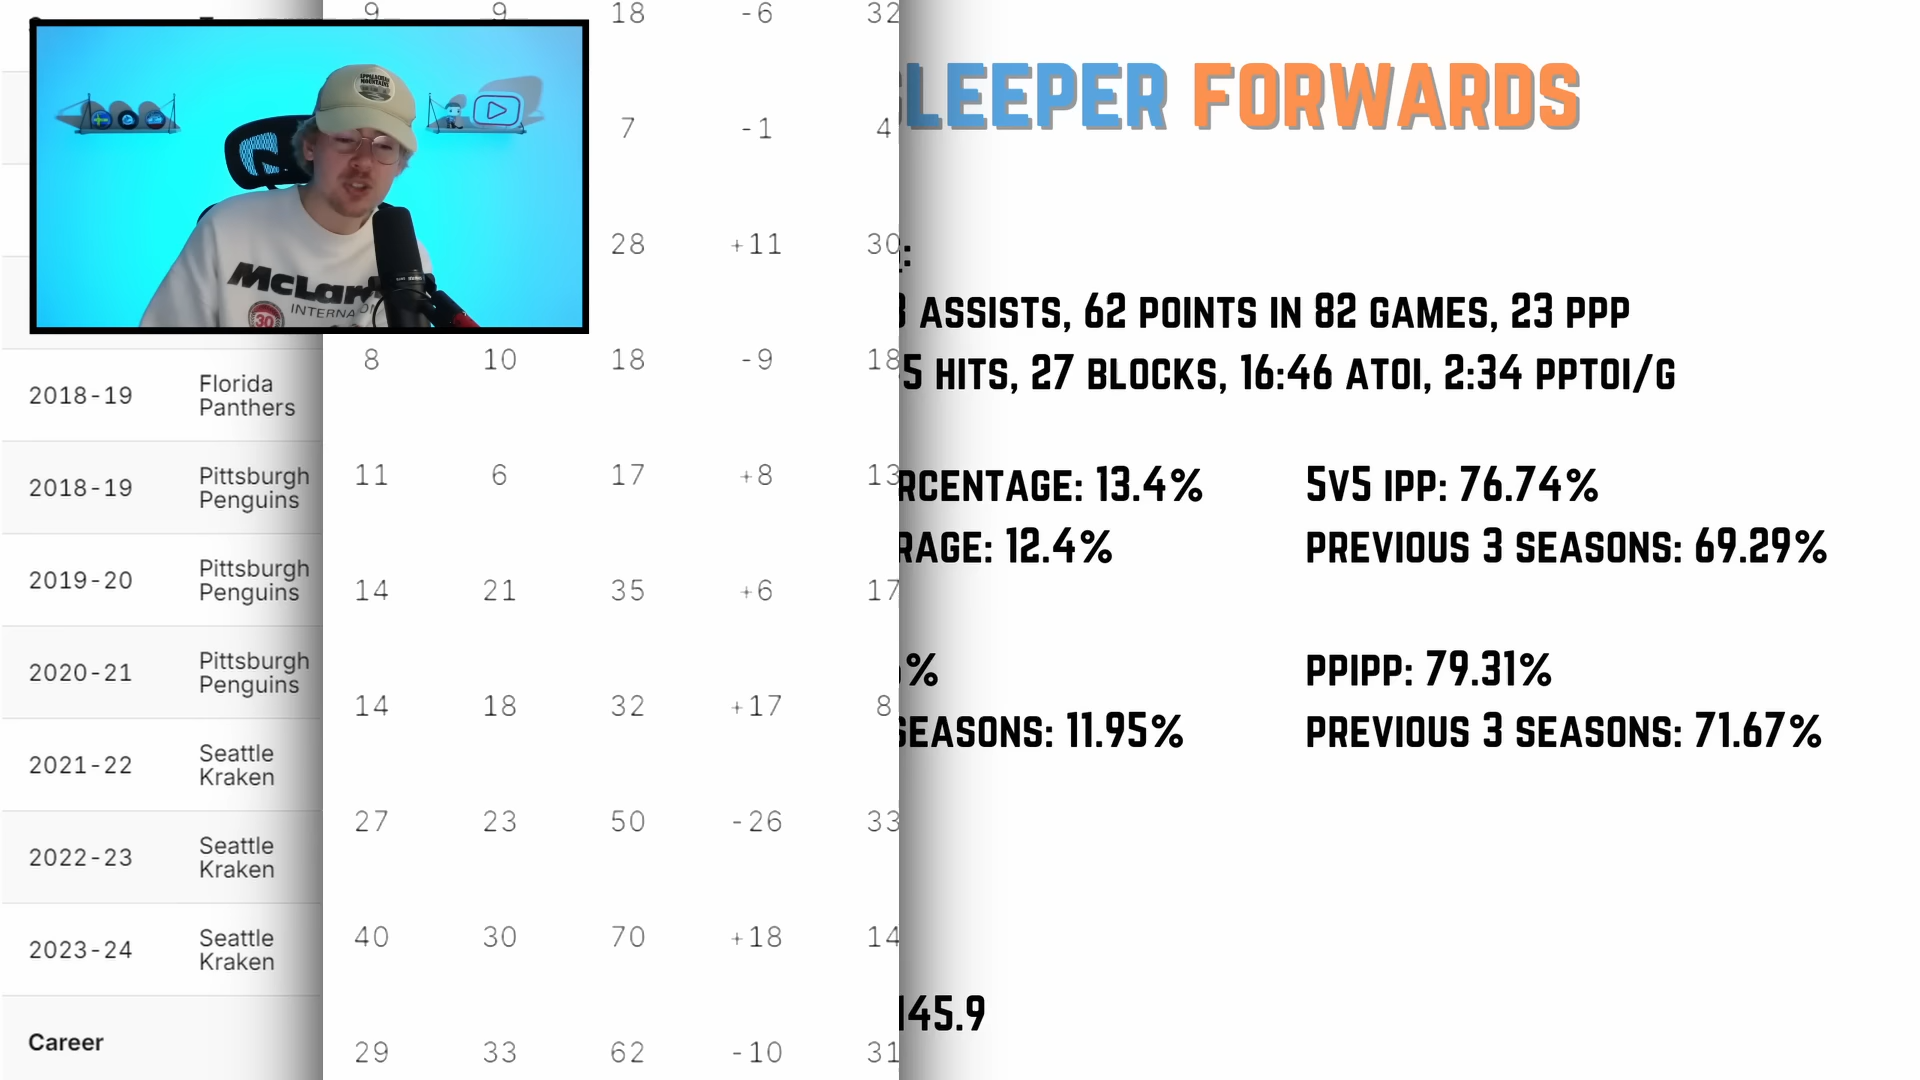 9 9 18 -6 32
LEEPER FORWARDS
APPALACHIAN
MOUNTAINS
7 -1 4
28 +11 30
:
McLar
INTERNA
30
ASSISTS, 62 POINTS IN 82 GAMES, 23 PPP
5 HITS, 27 BLOCKS, 16:46 ATOI, 2:34 PPTOI/G
8 10 18 -9 18
2018-19 Florida
Panthers
11 6 17 +8 13
2018-19 Pittsburgh
Penguins
RCENTAGE: 13.4% 5V5 IPP: 76.74%
RAGE: 12.4% PREVIOUS 3 SEASONS: 69.29%
2019-20 Pittsburgh
Penguins
14 21 35 +6 17
2020-21 Pittsburgh
Penguins
14 18 32 +17 8
% PPIPP: 79.31%
SEASONS: 11.95% PREVIOUS 3 SEASONS: 71.67%
2021-22 Seattle
Kraken
27 23 50 -26 33
2022-23 Seattle
Kraken
40 30 70 +18 14
2023-24 Seattle
Kraken
145.9
Career
29 33 62 -10 31